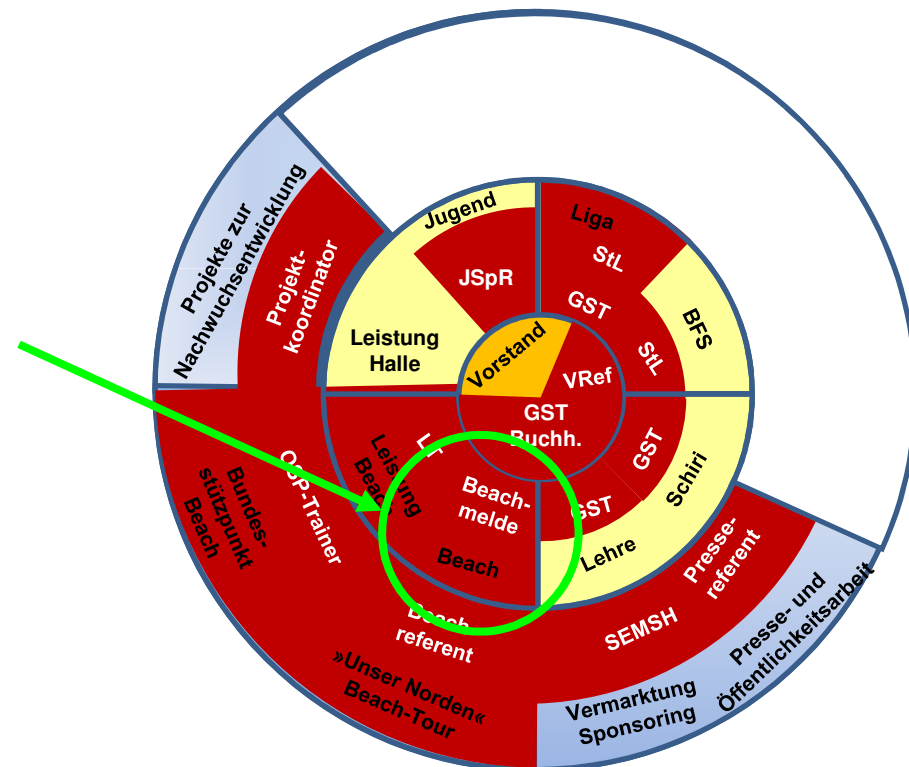 Projekte zur
Nachwuchsentwicklung
Projekt-
koordinator
Jugend
JSpR
Leistung
Halle
Liga
StL
GST
StL
BFS
Vorstand
VRef
GST
Buchh.
GST
Schiri
GST
Lehre
Leistung
Beach
Beach-
melde
Beach
OSP-Trainer
Bundes-
stützpunkt
Beach
Beach-
referent
»Unser Norden«
Beach-Tour
SEMSH
Presse-
referent
Presse- und
Öffentlichkeitsarbeit
Vermarktung
Sponsoring